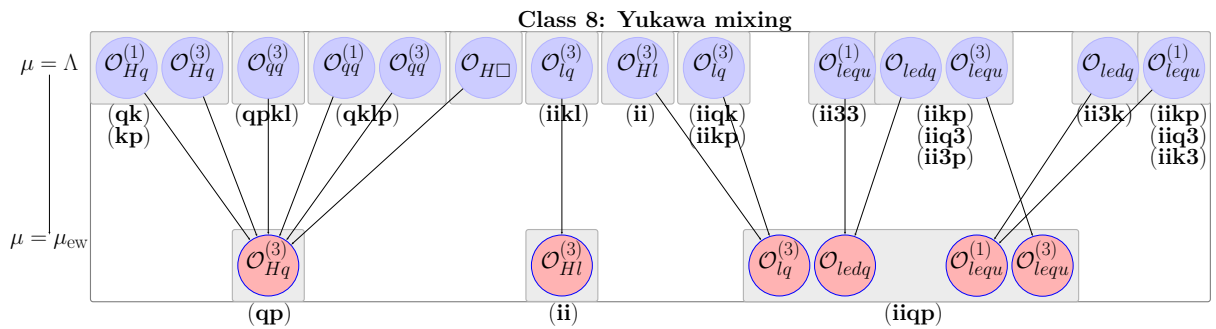 Class 8: Yukawa mixing
μ = Λ
O_{Hq}^{(1)} O_{Hq}^{(3)} O_{qq}^{(3)} O_{qq}^{(1)} O_{qq}^{(3)} O_{H□} O_{lq}^{(3)} O_{Hl}^{(3)} O_{lq}^{(3)} O_{lequ}^{(1)} O_{ledq} O_{lequ}^{(3)} O_{ledq} O_{lequ}^{(1)}
(qk) (qpkl) (qklp) (iikl) (ii) (iiqk) (ii33) (iikp) (ii3k) (iikp)
(kp) (iikp) (iiq3) (iiq3)
(ii3p) (iik3)
μ = μ_{ew}
O_{Hq}^{(3)} O_{Hl}^{(3)} O_{lq}^{(3)} O_{ledq} O_{lequ}^{(1)} O_{lequ}^{(3)}
(qp) (ii) (iiqp)